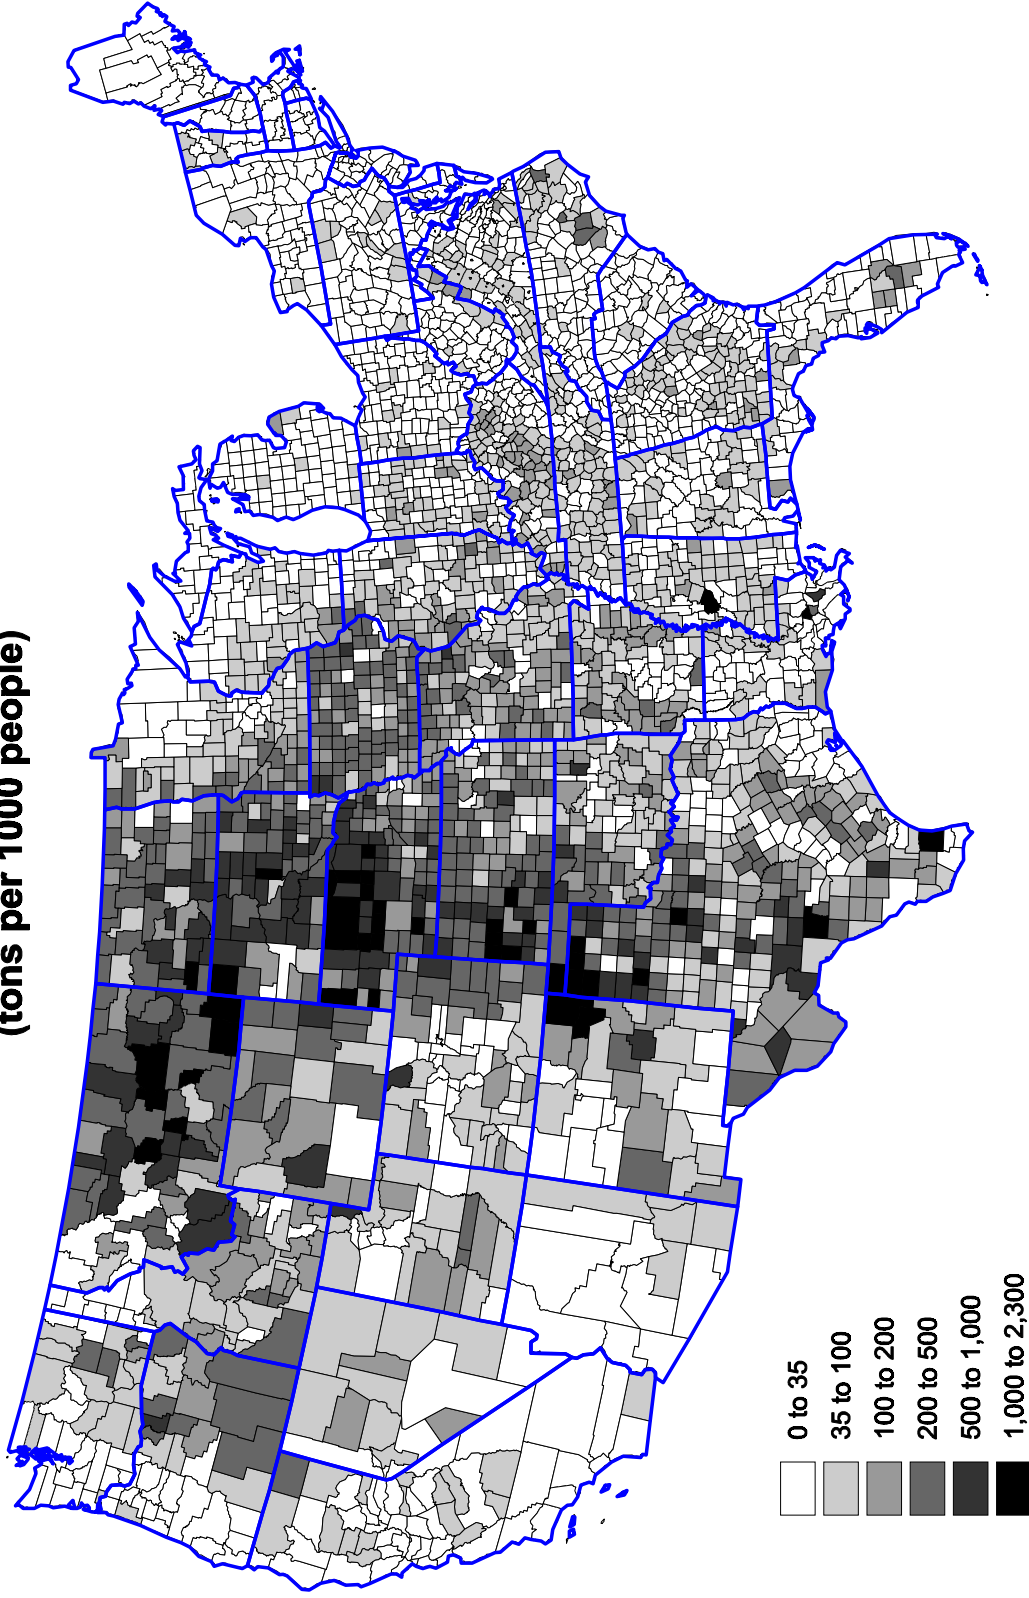 (tons per 1000 people)
0 to 35
35 to 100
100 to 200
200 to 500
500 to 1,000
1,000 to 2,300